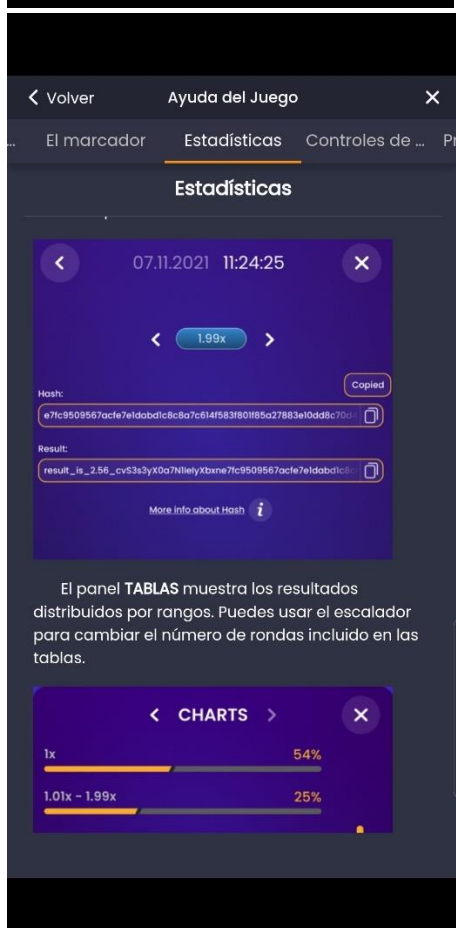 Volver
Ayuda del Juego
... El marcador Estadísticas Controles de ... Pr
Estadísticas
07.11.2021 11:24:25
1.99x
Copied
Hash:
e7fc9509567acfe7e1dabd1c8c8a7c614f583f801f85a27883e10dd8c70d4
Result:
result_is_2.56_cvS3s3yX0a7N1IeIyXbxne7fc9509567acfe7e1dabd1c8c
More info about Hash i
El panel TABLAS muestra los resultados
distribuidos por rangos. Puedes usar el escalador
para cambiar el número de rondas incluido en las
tablas.
CHARTS
1x 54%
1.01x - 1.99x 25%